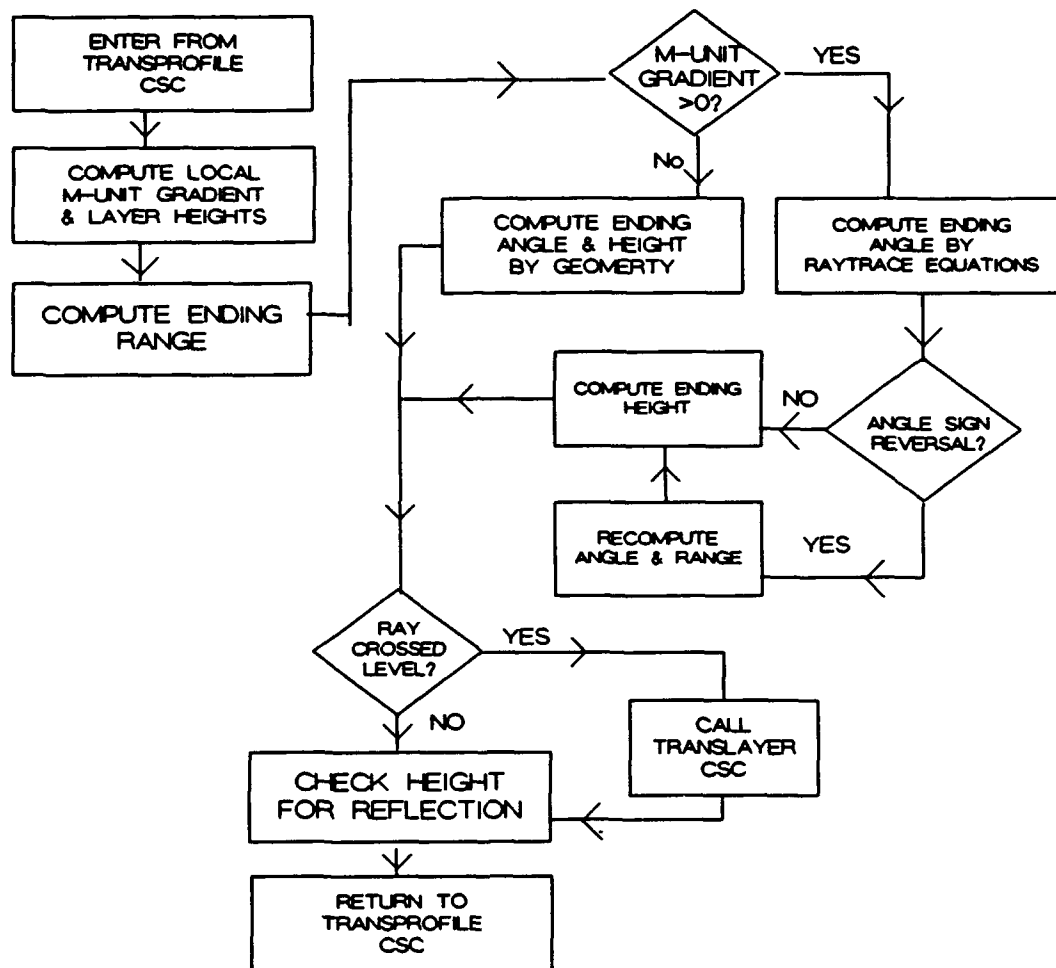 ENTER FROM
TRANSPROFILE
CSC
COMPUTE LOCAL
M-UNIT GRADIENT
& LAYER HEIGHTS
COMPUTE ENDING
RANGE
M-UNIT
GRADIENT
>0?
YES
No
COMPUTE ENDING
ANGLE & HEIGHT
BY GEOMERTY
COMPUTE ENDING
ANGLE BY
RAYTRACE EQUATIONS
ANGLE SIGN
REVERSAL?
NO
COMPUTE ENDING
HEIGHT
YES
RECOMPUTE
ANGLE & RANGE
RAY
CROSSED
LEVEL?
YES
NO
CALL
TRANSLAYER
CSC
CHECK HEIGHT
FOR REFLECTION
RETURN TO
TRANSPROFILE
CSC